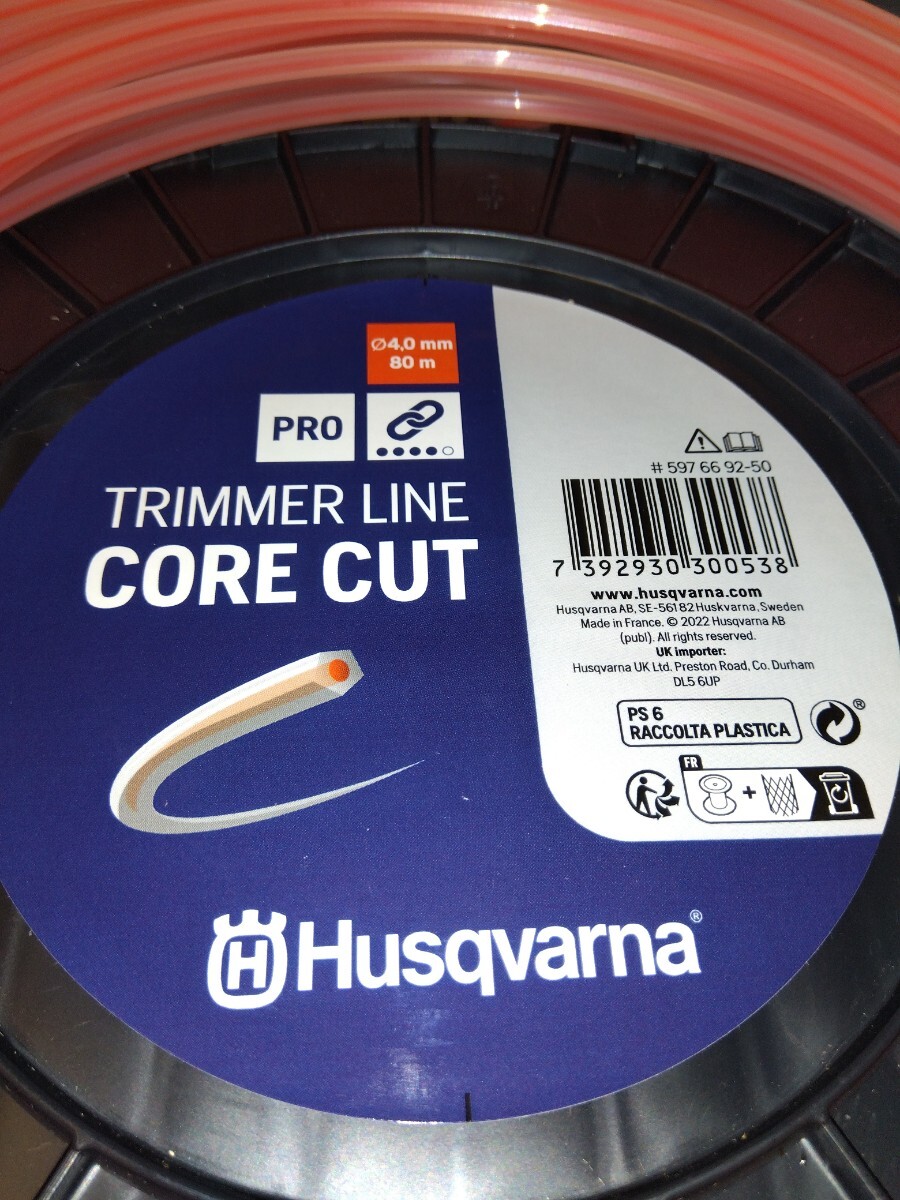 Ø4,0 mm
80 m
PRO
TRIMMER LINE
CORE CUT
# 597 66 92-50
7 392930 300538
www.husqvarna.com
Husqvarna AB, SE-561 82 Huskvarna, Sweden
Made in France. © 2022 Husqvarna AB
(publ). All rights reserved.
UK importer:
Husqvarna UK Ltd. Preston Road, Co. Durham
DL5 6UP
PS 6
RACCOLTA PLASTICA
®
FR
+
H Husqvarna®